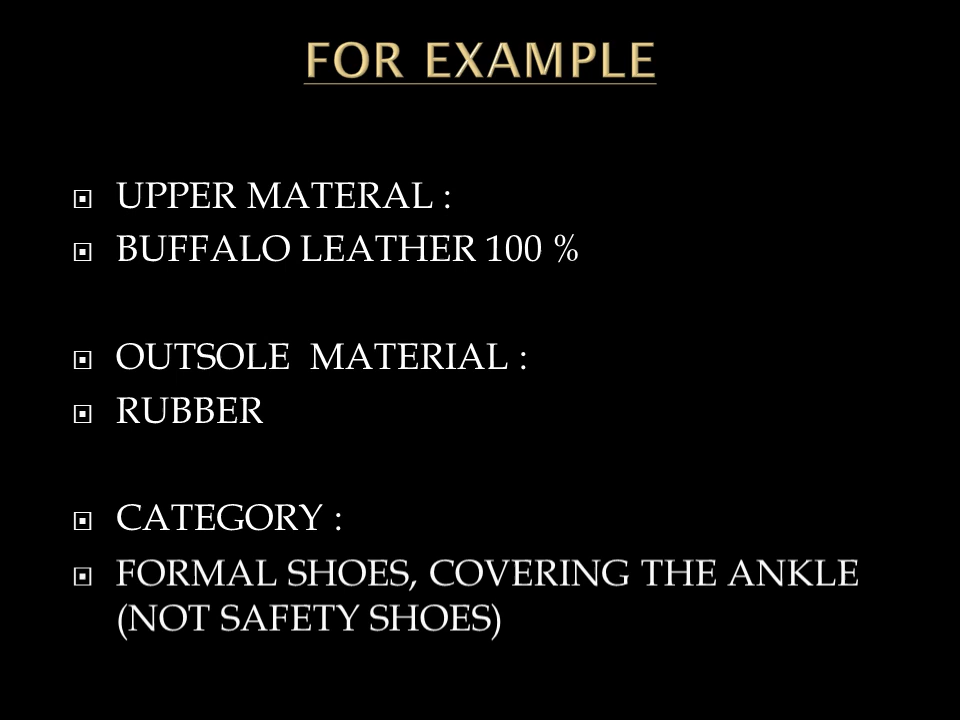 FOR EXAMPLE
UPPER MATERAL :
BUFFALO LEATHER 100 %
OUTSOLE MATERIAL :
RUBBER
CATEGORY :
FORMAL SHOES, COVERING THE ANKLE
(NOT SAFETY SHOES)